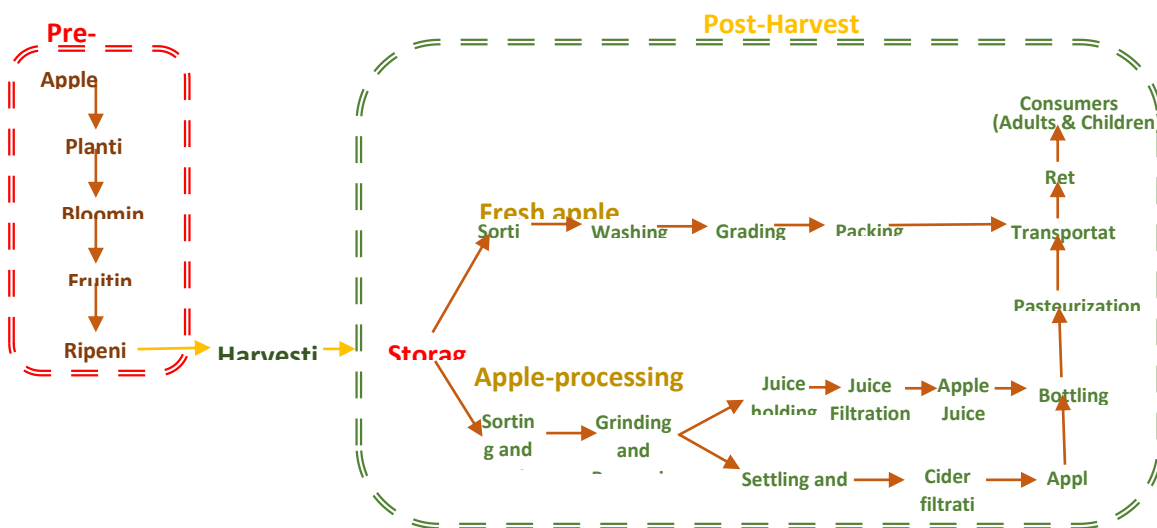 Pre-
Post-Harvest
Apple
Planti
Bloomin
Fruitin
Ripeni
Harvesti
Storag
Fresh apple
Sorti
Washing
Grading
Packing
Transportat
Ret
Consumers
(Adults & Children)
Pasteurization
Apple-processing
Sortin
g and
Grinding
and
Juice
holding
Juice
Filtration
Apple
Juice
Bottling
Settling and
Cider
filtrati
Appl